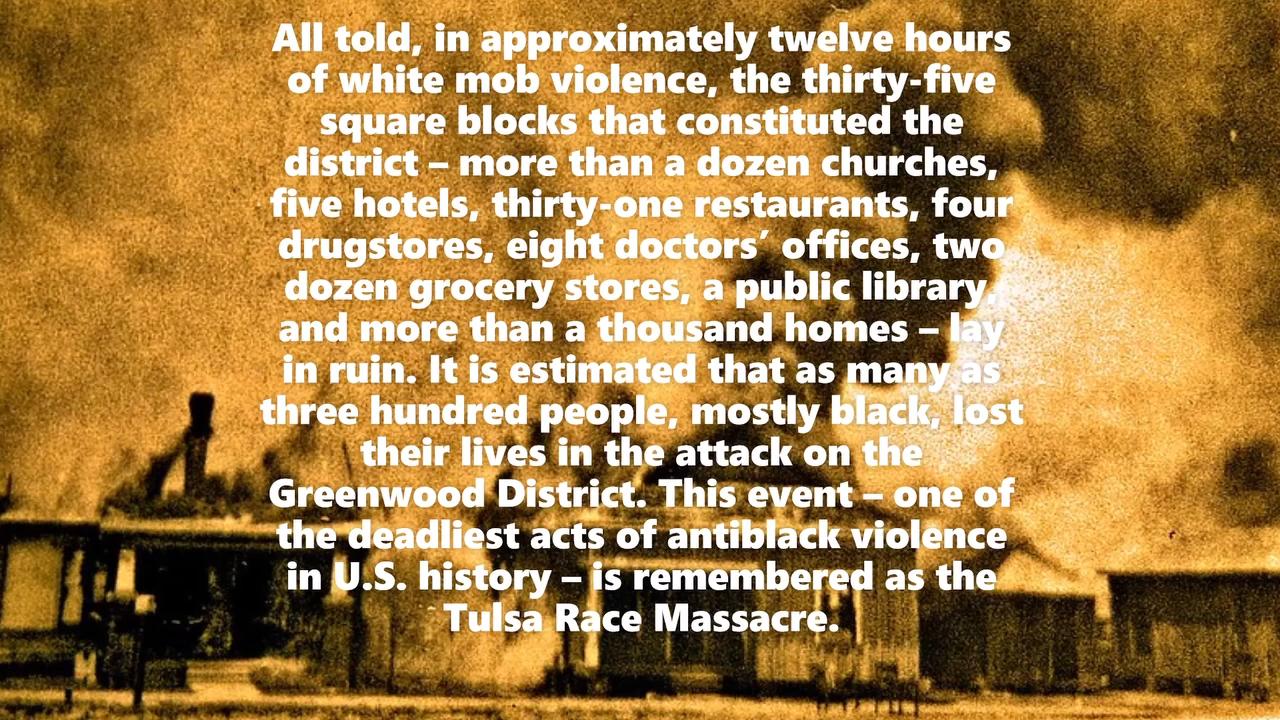 All told, in approximately twelve hours
of white mob violence, the thirty-five
square blocks that constituted the
district – more than a dozen churches,
five hotels, thirty-one restaurants, four
drugstores, eight doctors’ offices, two
dozen grocery stores, a public library,
and more than a thousand homes – lay
in ruin. It is estimated that as many as
three hundred people, mostly black, lost
their lives in the attack on the
Greenwood District. This event – one of
the deadliest acts of antiblack violence
in U.S. history – is remembered as the
Tulsa Race Massacre.